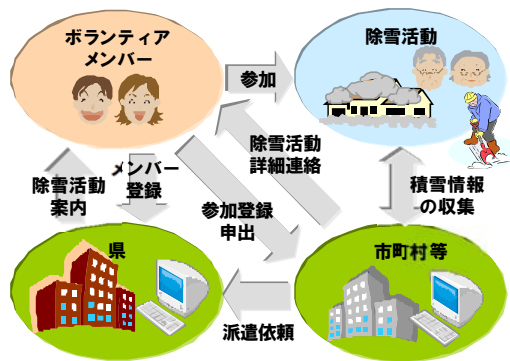 ボランティア
メンバー
参加
除雪活動
除雪活動
案内
メンバー
登録
参加登録
申出
除雪活動
詳細連絡
積雪情報
の収集
県
市町村等
派遣依頼